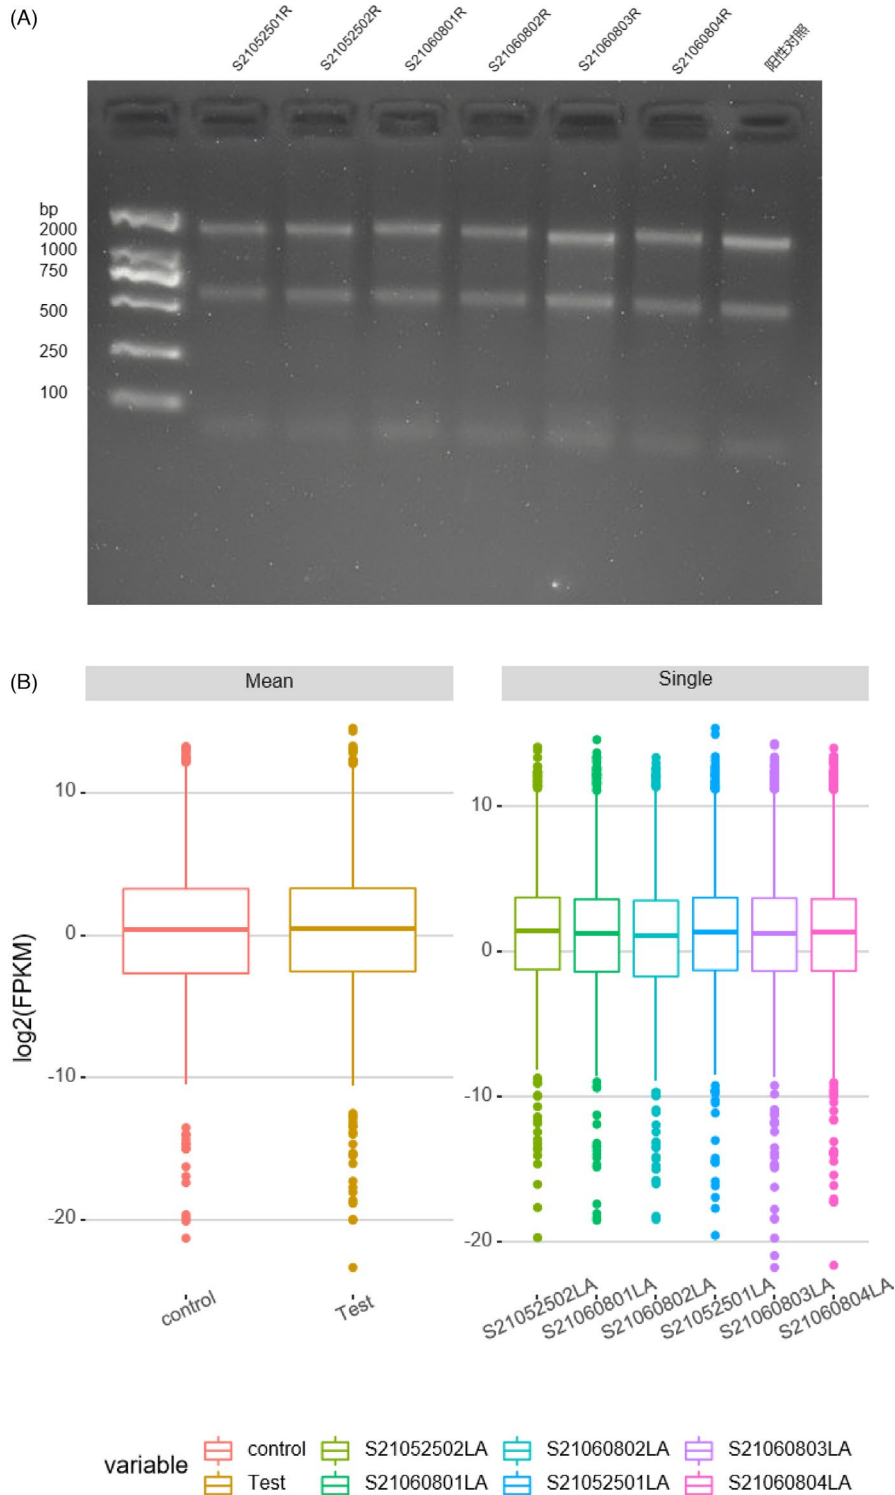 (A)
S21052501R
S21052502R
S21060801R
S21060802R
S21060803R
S21060804R
阳性对照
bp
2000
1000
750
500
250
100
(B)
Mean
Single
log2(FPKM)
10
0
-10
-20
10
0
-10
-20
control
Test
S21052502LA
S21060801LA
S21060802LA
S21052501LA
S21060803LA
S21060804LA
variable
control
S21052502LA
S21060802LA
S21060803LA
Test
S21060801LA
S21052501LA
S21060804LA